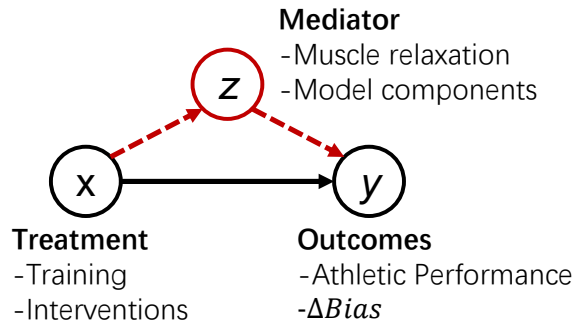 Mediator
-Muscle relaxation
-Model components
z
x
y
Treatment
-Training
-Interventions
Outcomes
-Athletic Performance
-ΔBias